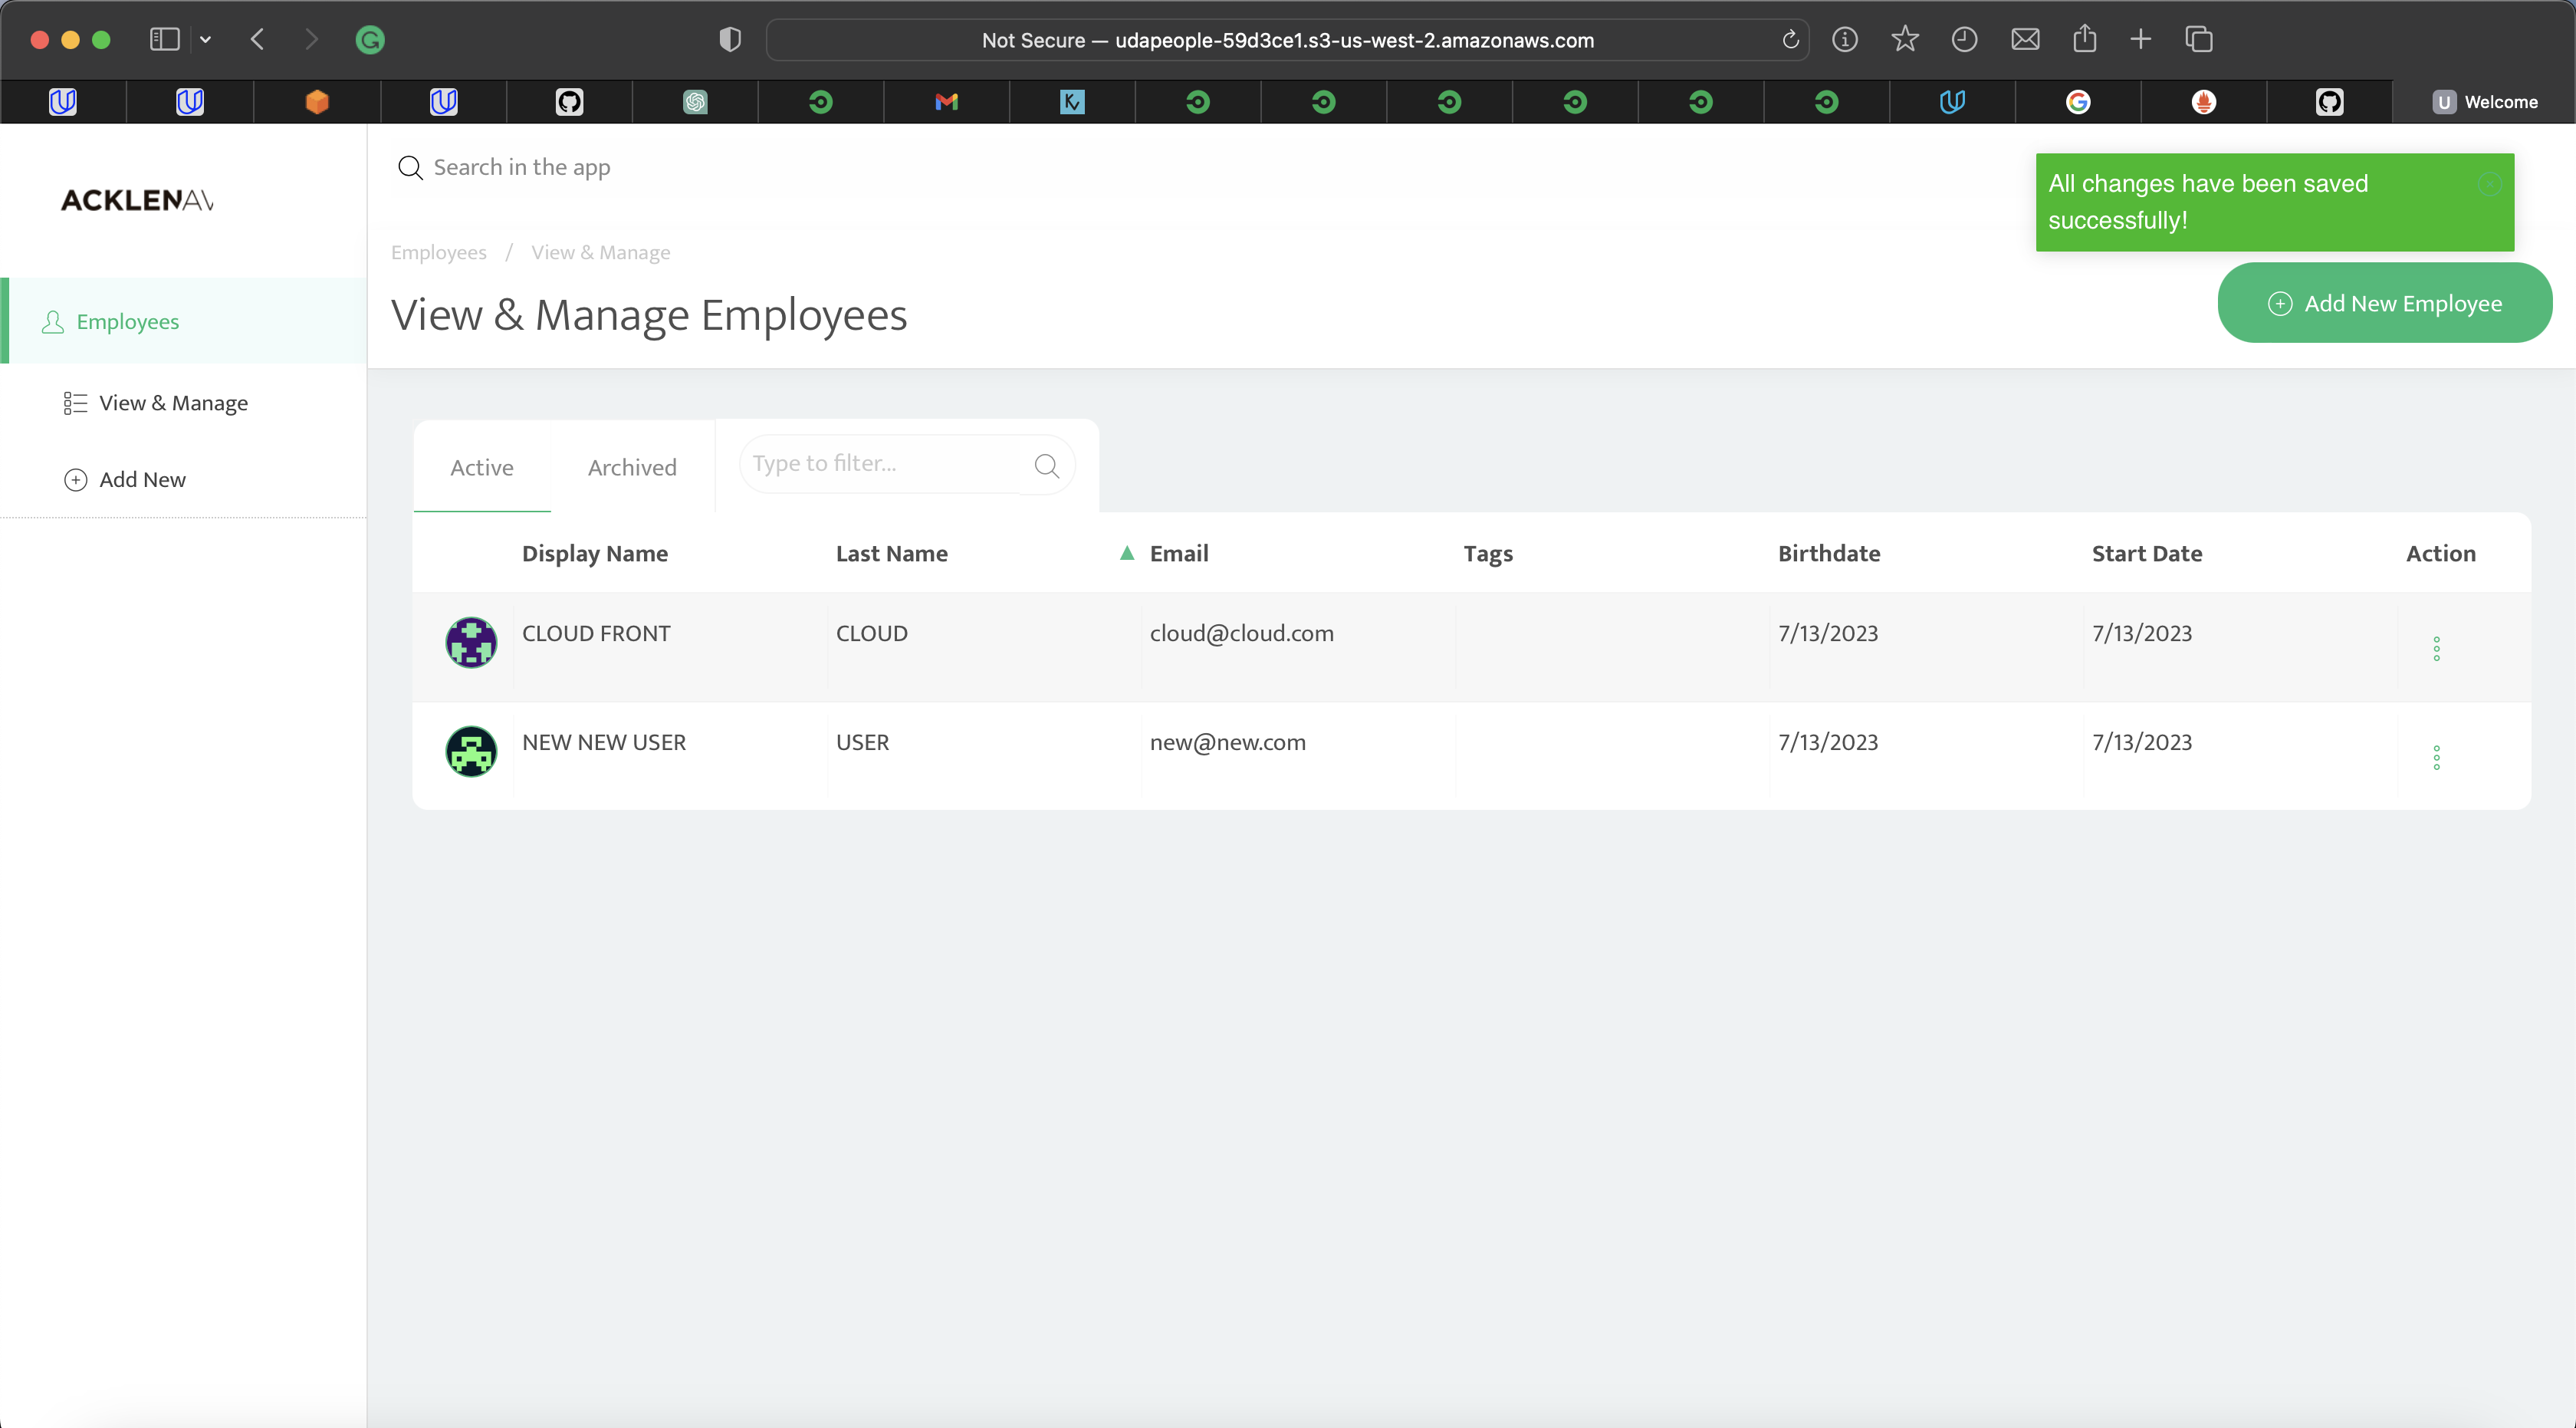 Not Secure — udapeople-59d3ce1.s3-us-west-2.amazonaws.com
U Welcome
ACKLENAV
Search in the app
All changes have been saved
successfully!
Employees / View & Manage
View & Manage Employees
Add New Employee
Employees
View & Manage
Add New
Active Archived Type to filter...
Display Name Last Name Email Tags Birthdate Start Date Action
CLOUD FRONT CLOUD cloud@cloud.com 7/13/2023 7/13/2023
NEW NEW USER USER new@new.com 7/13/2023 7/13/2023